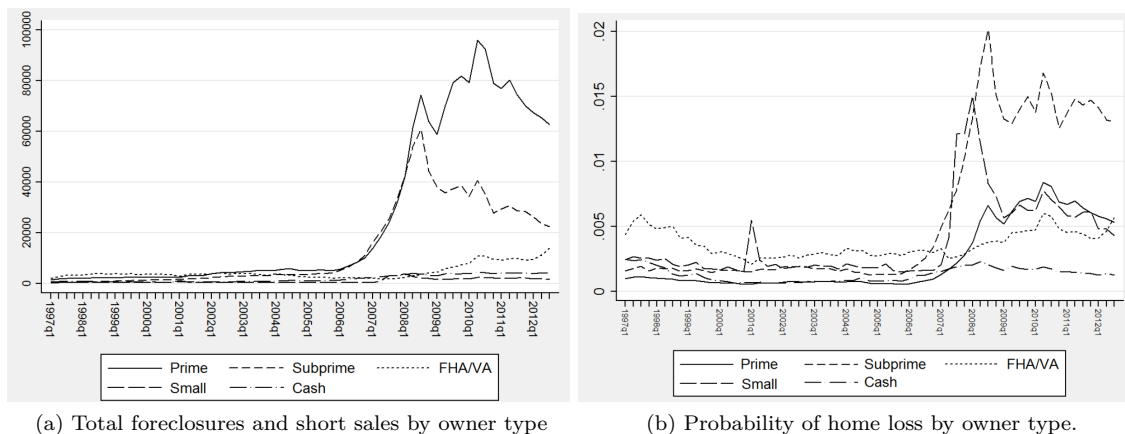 100000
80000
60000
40000
20000
0
1997q1
1998q1
1999q1
2000q1
2001q1
2002q1
2003q1
2004q1
2005q1
2006q1
2007q1
2008q1
2009q1
2010q1
2011q1
2012q1
Prime Subprime FHA/VA
Small Cash
(a) Total foreclosures and short sales by owner type
.02
.015
.01
.005
0
1997q1
1998q1
1999q1
2000q1
2001q1
2002q1
2003q1
2004q1
2005q1
2006q1
2007q1
2008q1
2009q1
2010q1
2011q1
2012q1
Prime Subprime FHA/VA
Small Cash
(b) Probability of home loss by owner type.